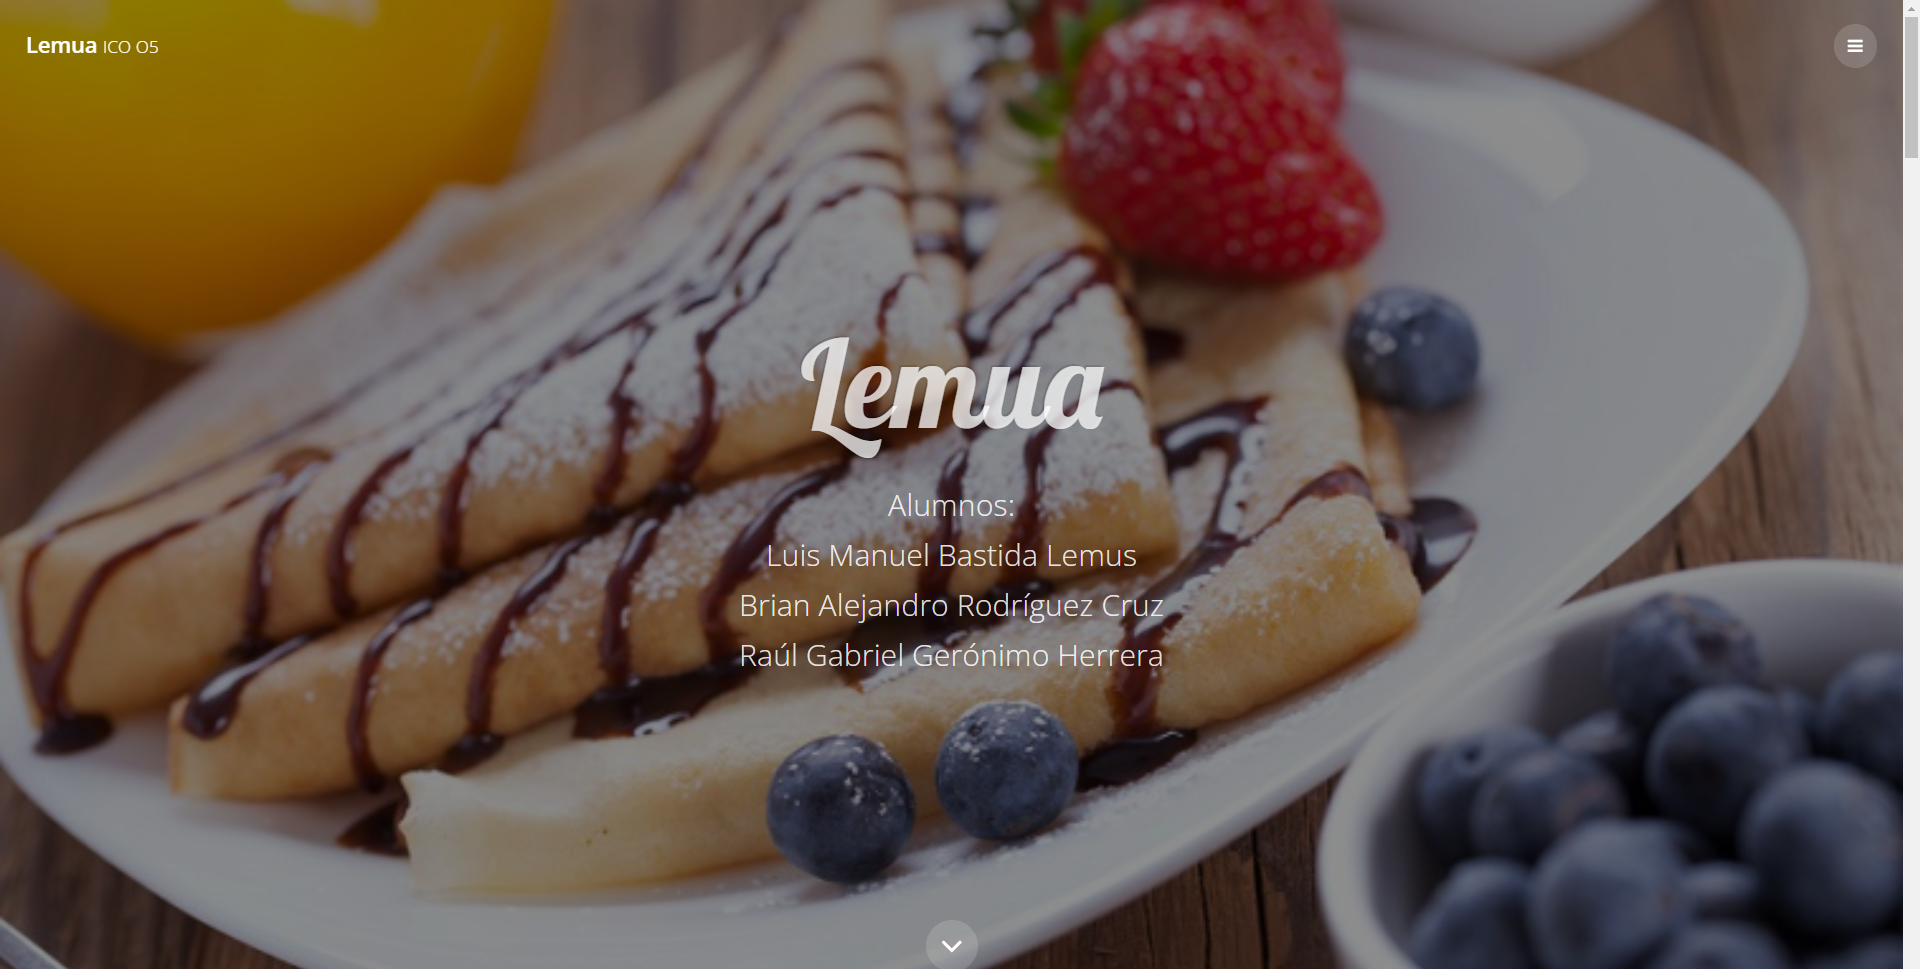 Lemua ICO O5
Lemua
Alumnos:
Luis Manuel Bastida Lemus
Brian Alejandro Rodríguez Cruz
Raúl Gabriel Gerónimo Herrera